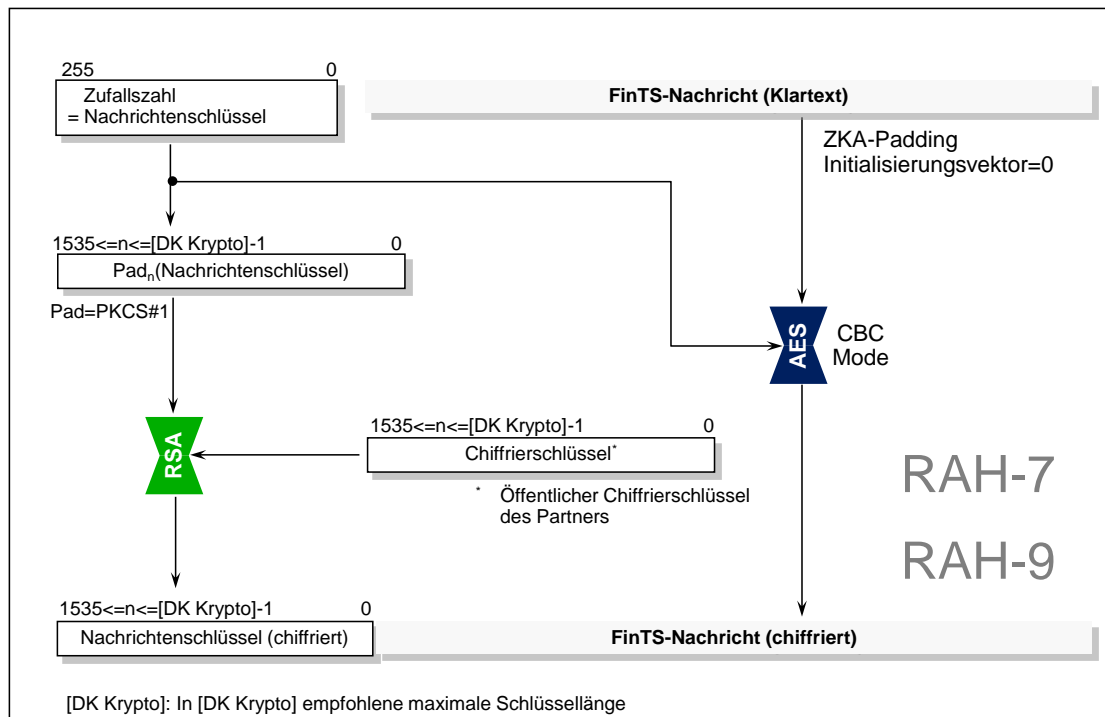 255 0
Zufallszahl
= Nachrichtenschlüssel
FinTS-Nachricht (Klartext)
ZKA-Padding
Initialisierungsvektor=0
1535<=n<=[DK Krypto]-1 0
Padn(Nachrichtenschlüssel)
Pad=PKCS#1
AES
CBC
Mode
RSA
1535<=n<=[DK Krypto]-1 0
Chiffrierschlüssel*
* Öffentlicher Chiffrierschlüssel
des Partners
RAH-7
RAH-9
1535<=n<=[DK Krypto]-1 0
Nachrichtenschlüssel (chiffriert)
FinTS-Nachricht (chiffriert)
[DK Krypto]: In [DK Krypto] empfohlene maximale Schlüssellänge